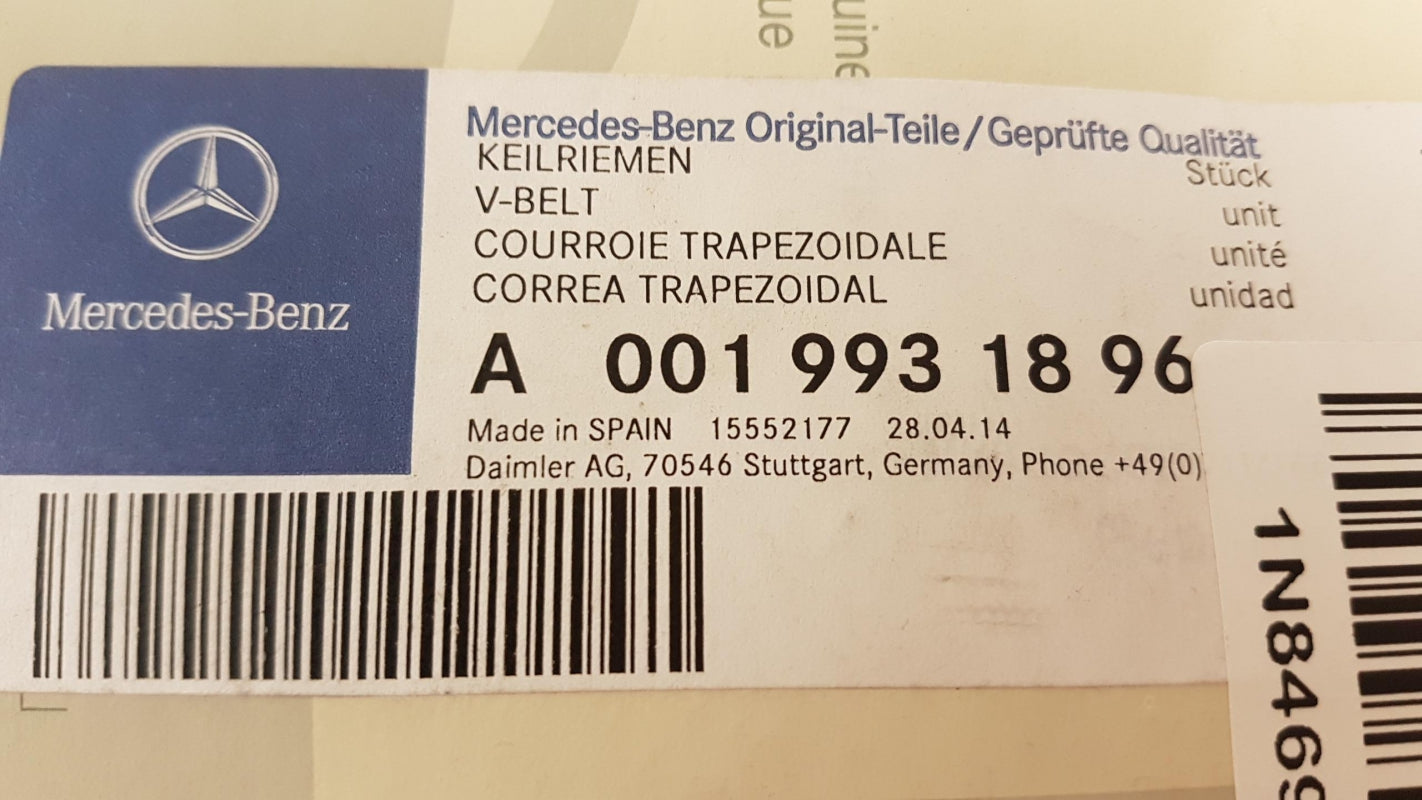 Mercedes-Benz
Mercedes-Benz Original-Teile/Geprüfte Qualität
KEILRIEMEN Stück
V-BELT unit
COURROIE TRAPEZOIDALE unité
CORREA TRAPEZOIDAL unidad
A 001 993 18 96
Made in SPAIN 15552177 28.04.14
Daimler AG, 70546 Stuttgart, Germany, Phone +49(0)